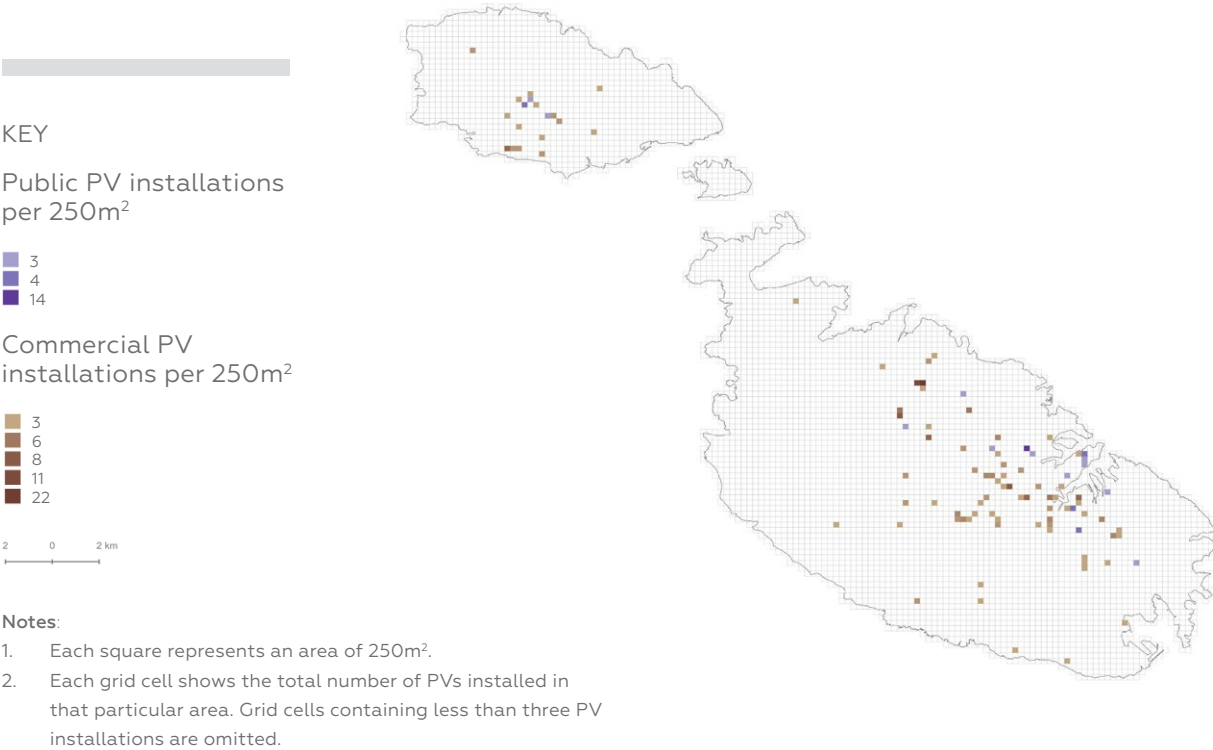 KEY
Public PV installations
per 250m²
3
4
14
Commercial PV
installations per 250m²
3
6
8
11
22
2 0 2 km
Notes:
1. Each square represents an area of 250m².
2. Each grid cell shows the total number of PVs installed in
that particular area. Grid cells containing less than three PV
installations are omitted.